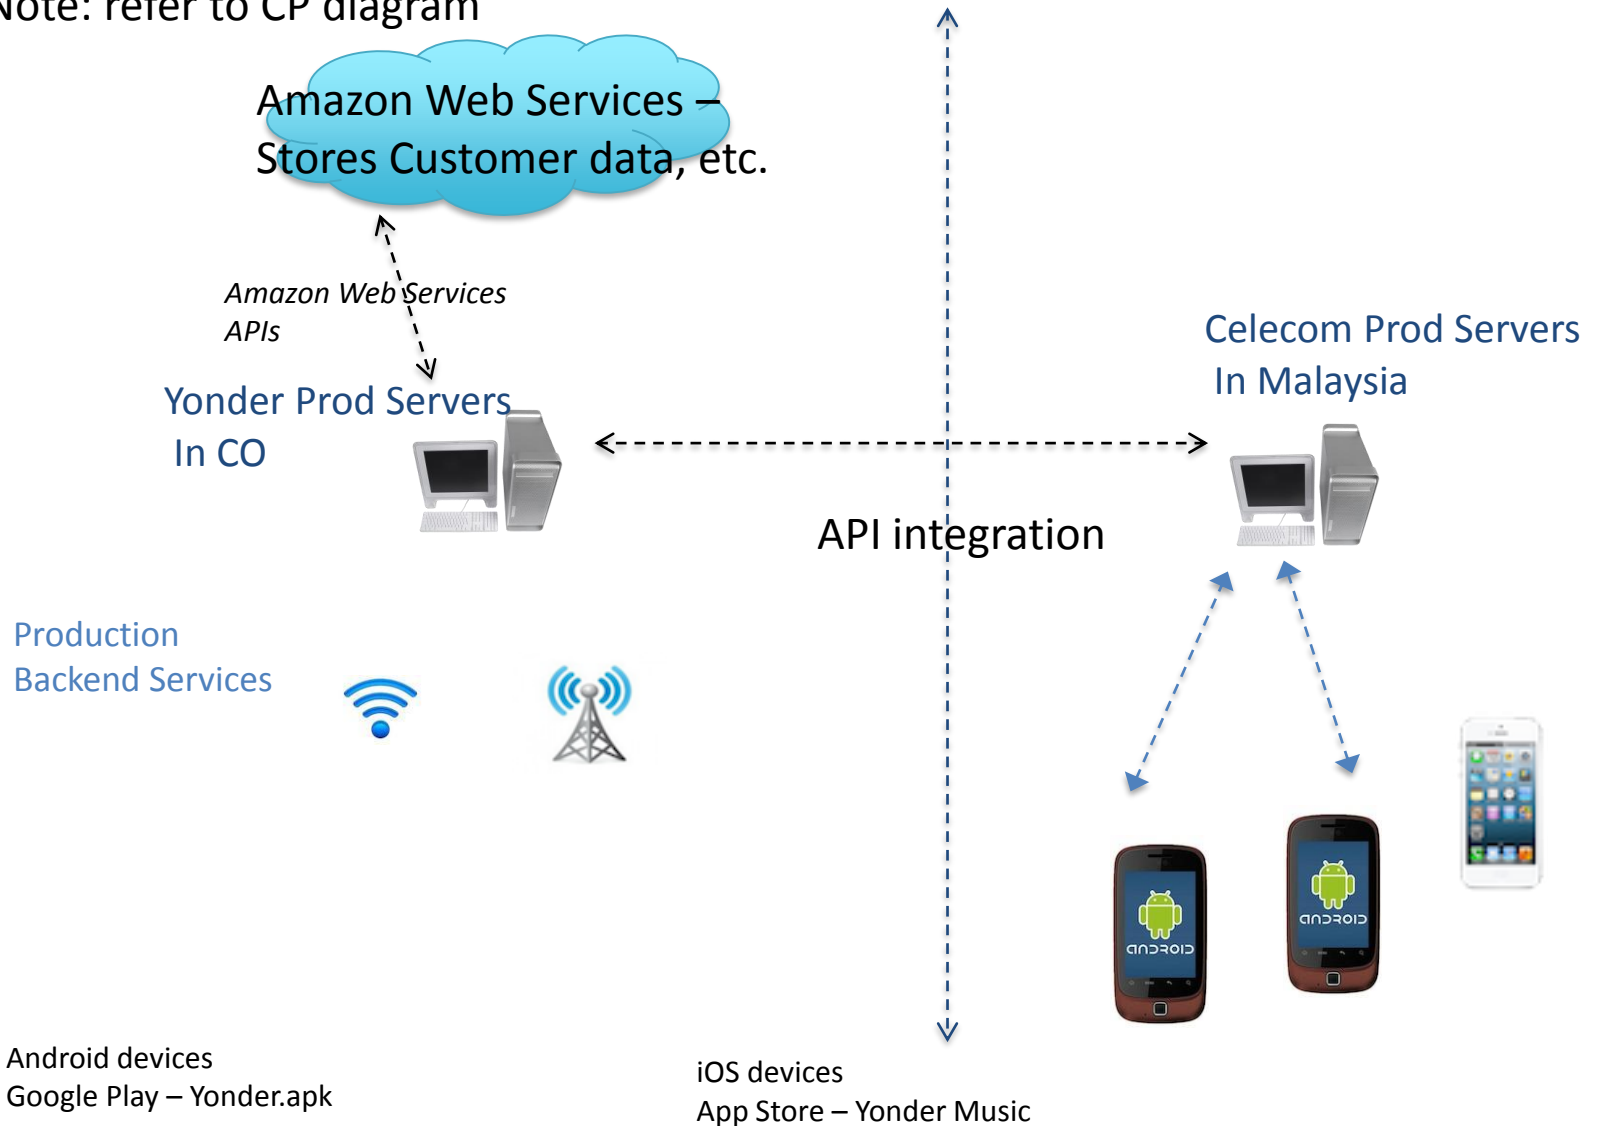 Note: refer to CP diagram
Amazon Web Services –
Stores Customer data, etc.
Amazon Web Services
APIs
Celecom Prod Servers
In Malaysia
Yonder Prod Servers
In CO
API integration
Production
Backend Services
ANDROID
ANDROID
Android devices
Google Play – Yonder.apk
iOS devices
App Store – Yonder Music